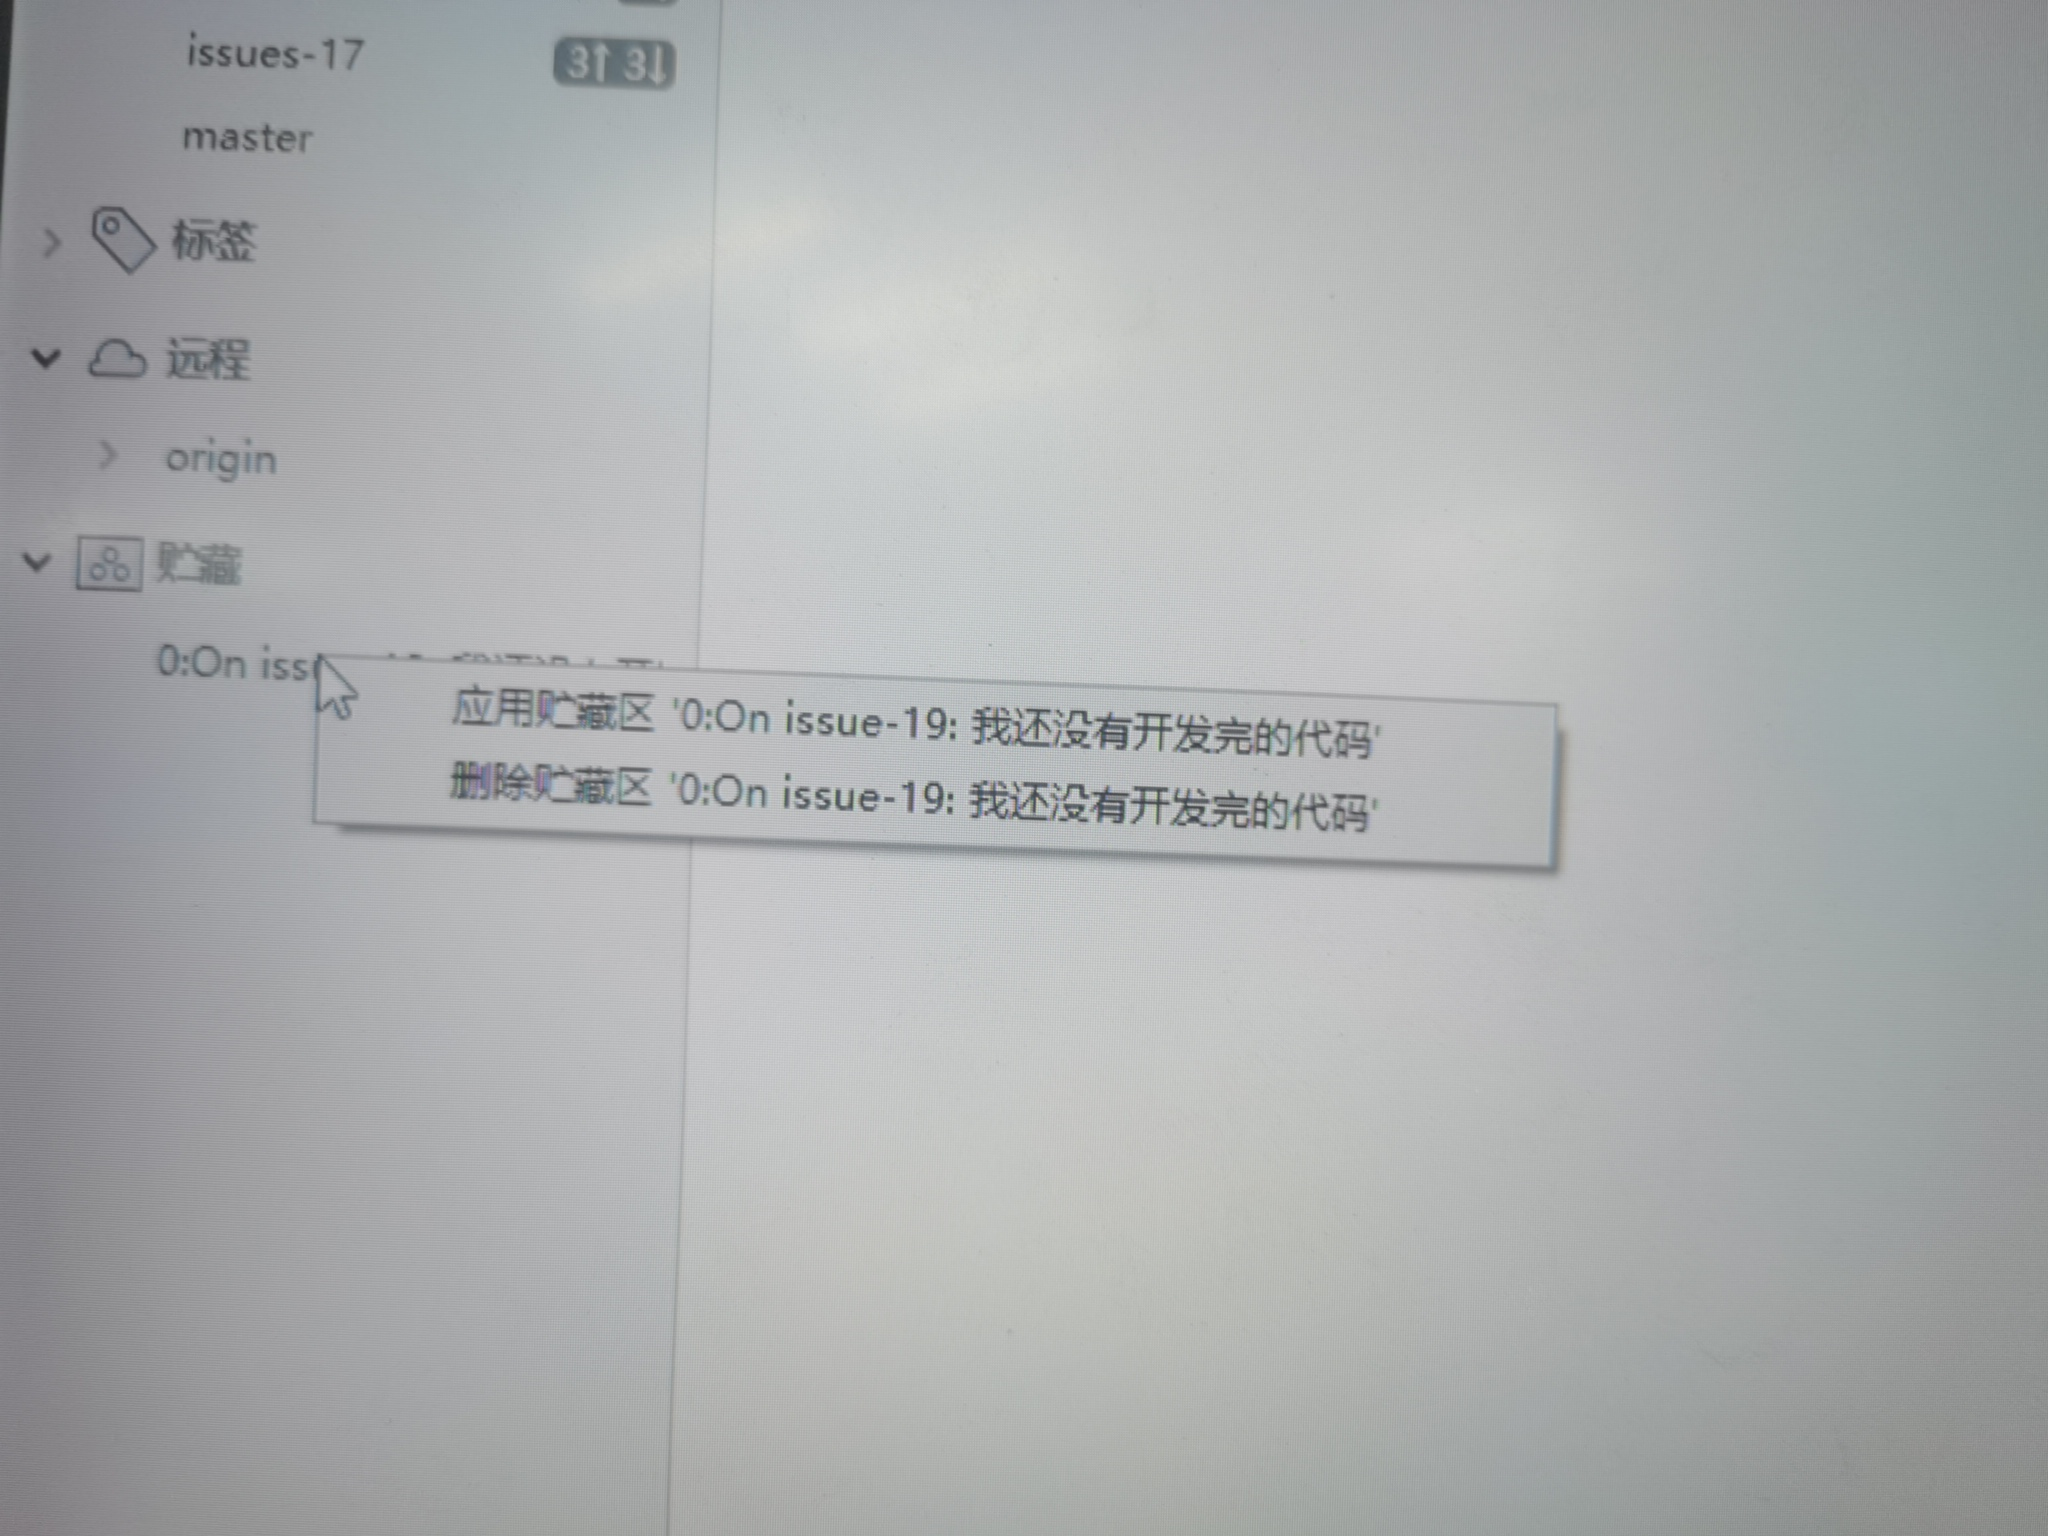 issues-17 3↑ 3↓
master
标签
远程
origin
贮藏
0:On iss
应用贮藏区 '0:On issue-19: 我还没有开发完的代码'
删除贮藏区 '0:On issue-19: 我还没有开发完的代码'